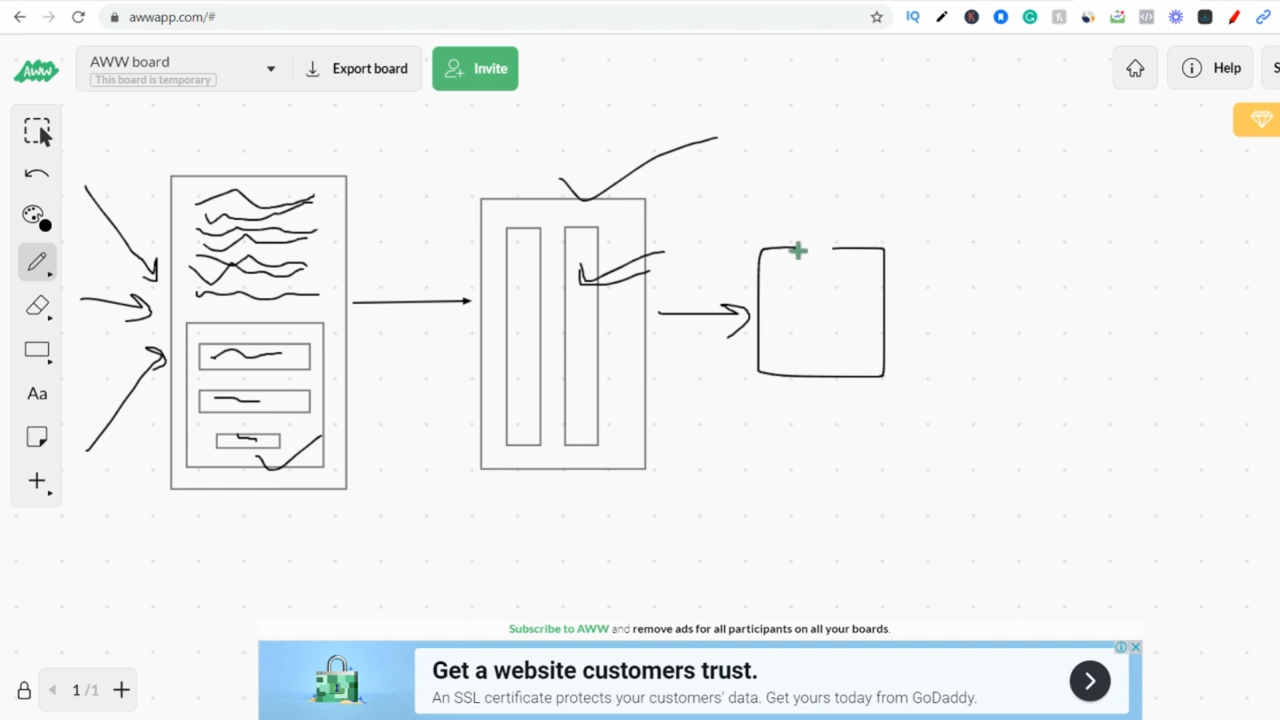 awwapp.com/#
IQ
K
AWW
AWW board
This board is temporary
Export board
Invite
Help
S
Aa
Subscribe to AWW and remove ads for all participants on all your boards.
Get a website customers trust.
An SSL certificate protects your customers' data. Get yours today from GoDaddy.
1 /1